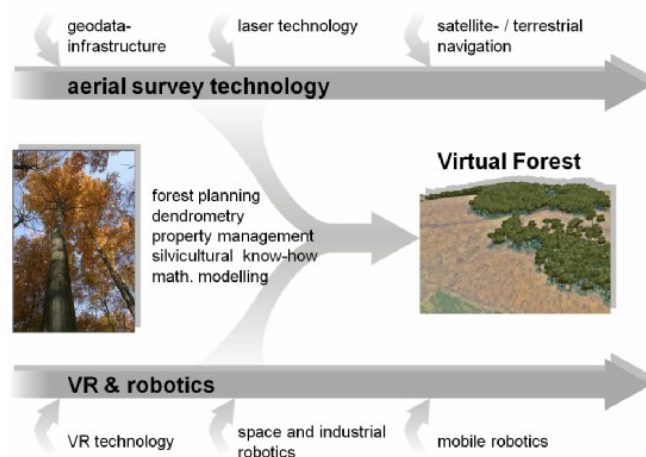 geodata-
infrastructure
laser technology
satellite- / terrestrial
navigation
aerial survey technology
Virtual Forest
forest planning
dendrometry
property management
silvicultural know-how
math. modelling
VR & robotics
VR technology
space and industrial
robotics
mobile robotics